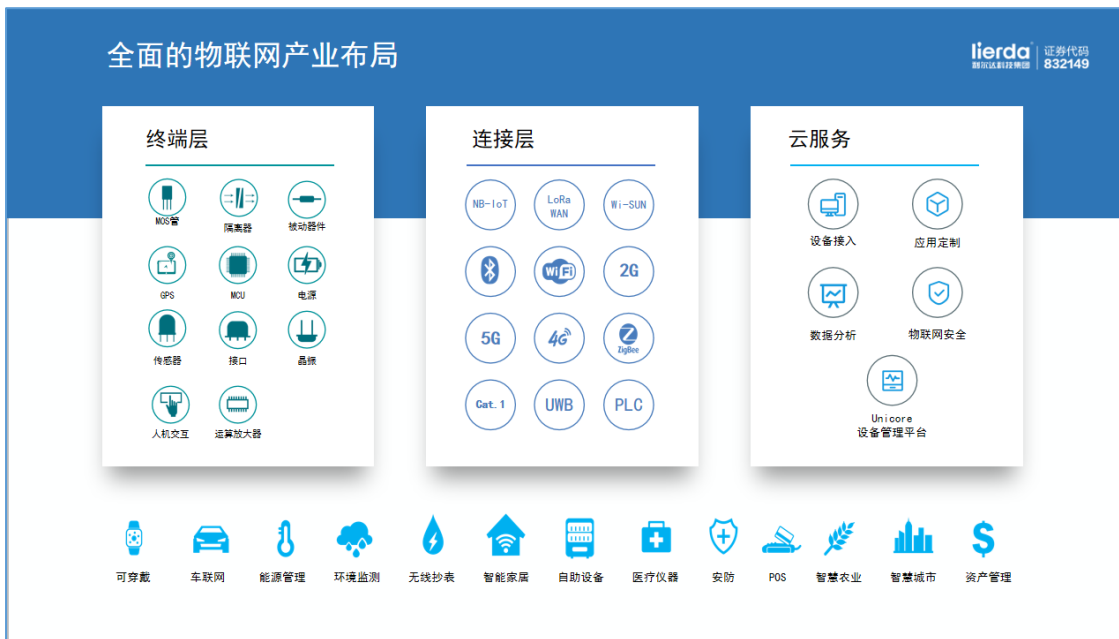 全面的物联网产业布局
lierda
利尔达科技集团
证券代码
832149
终端层
MOS管
隔离器
被动器件
GPS
MCU
电源
传感器
接口
晶振
人机交互
运算放大器
连接层
NB-IoT
LoRa
WAN
Wi-SUN
WiFi
2G
5G
4G
ZigBee
Cat.1
UWB
PLC
云服务
设备接入
应用定制
数据分析
物联网安全
Unicore
设备管理平台
可穿戴
车联网
能源管理
环境监测
无线抄表
智能家居
自助设备
医疗仪器
安防
POS
智慧农业
智慧城市
资产管理